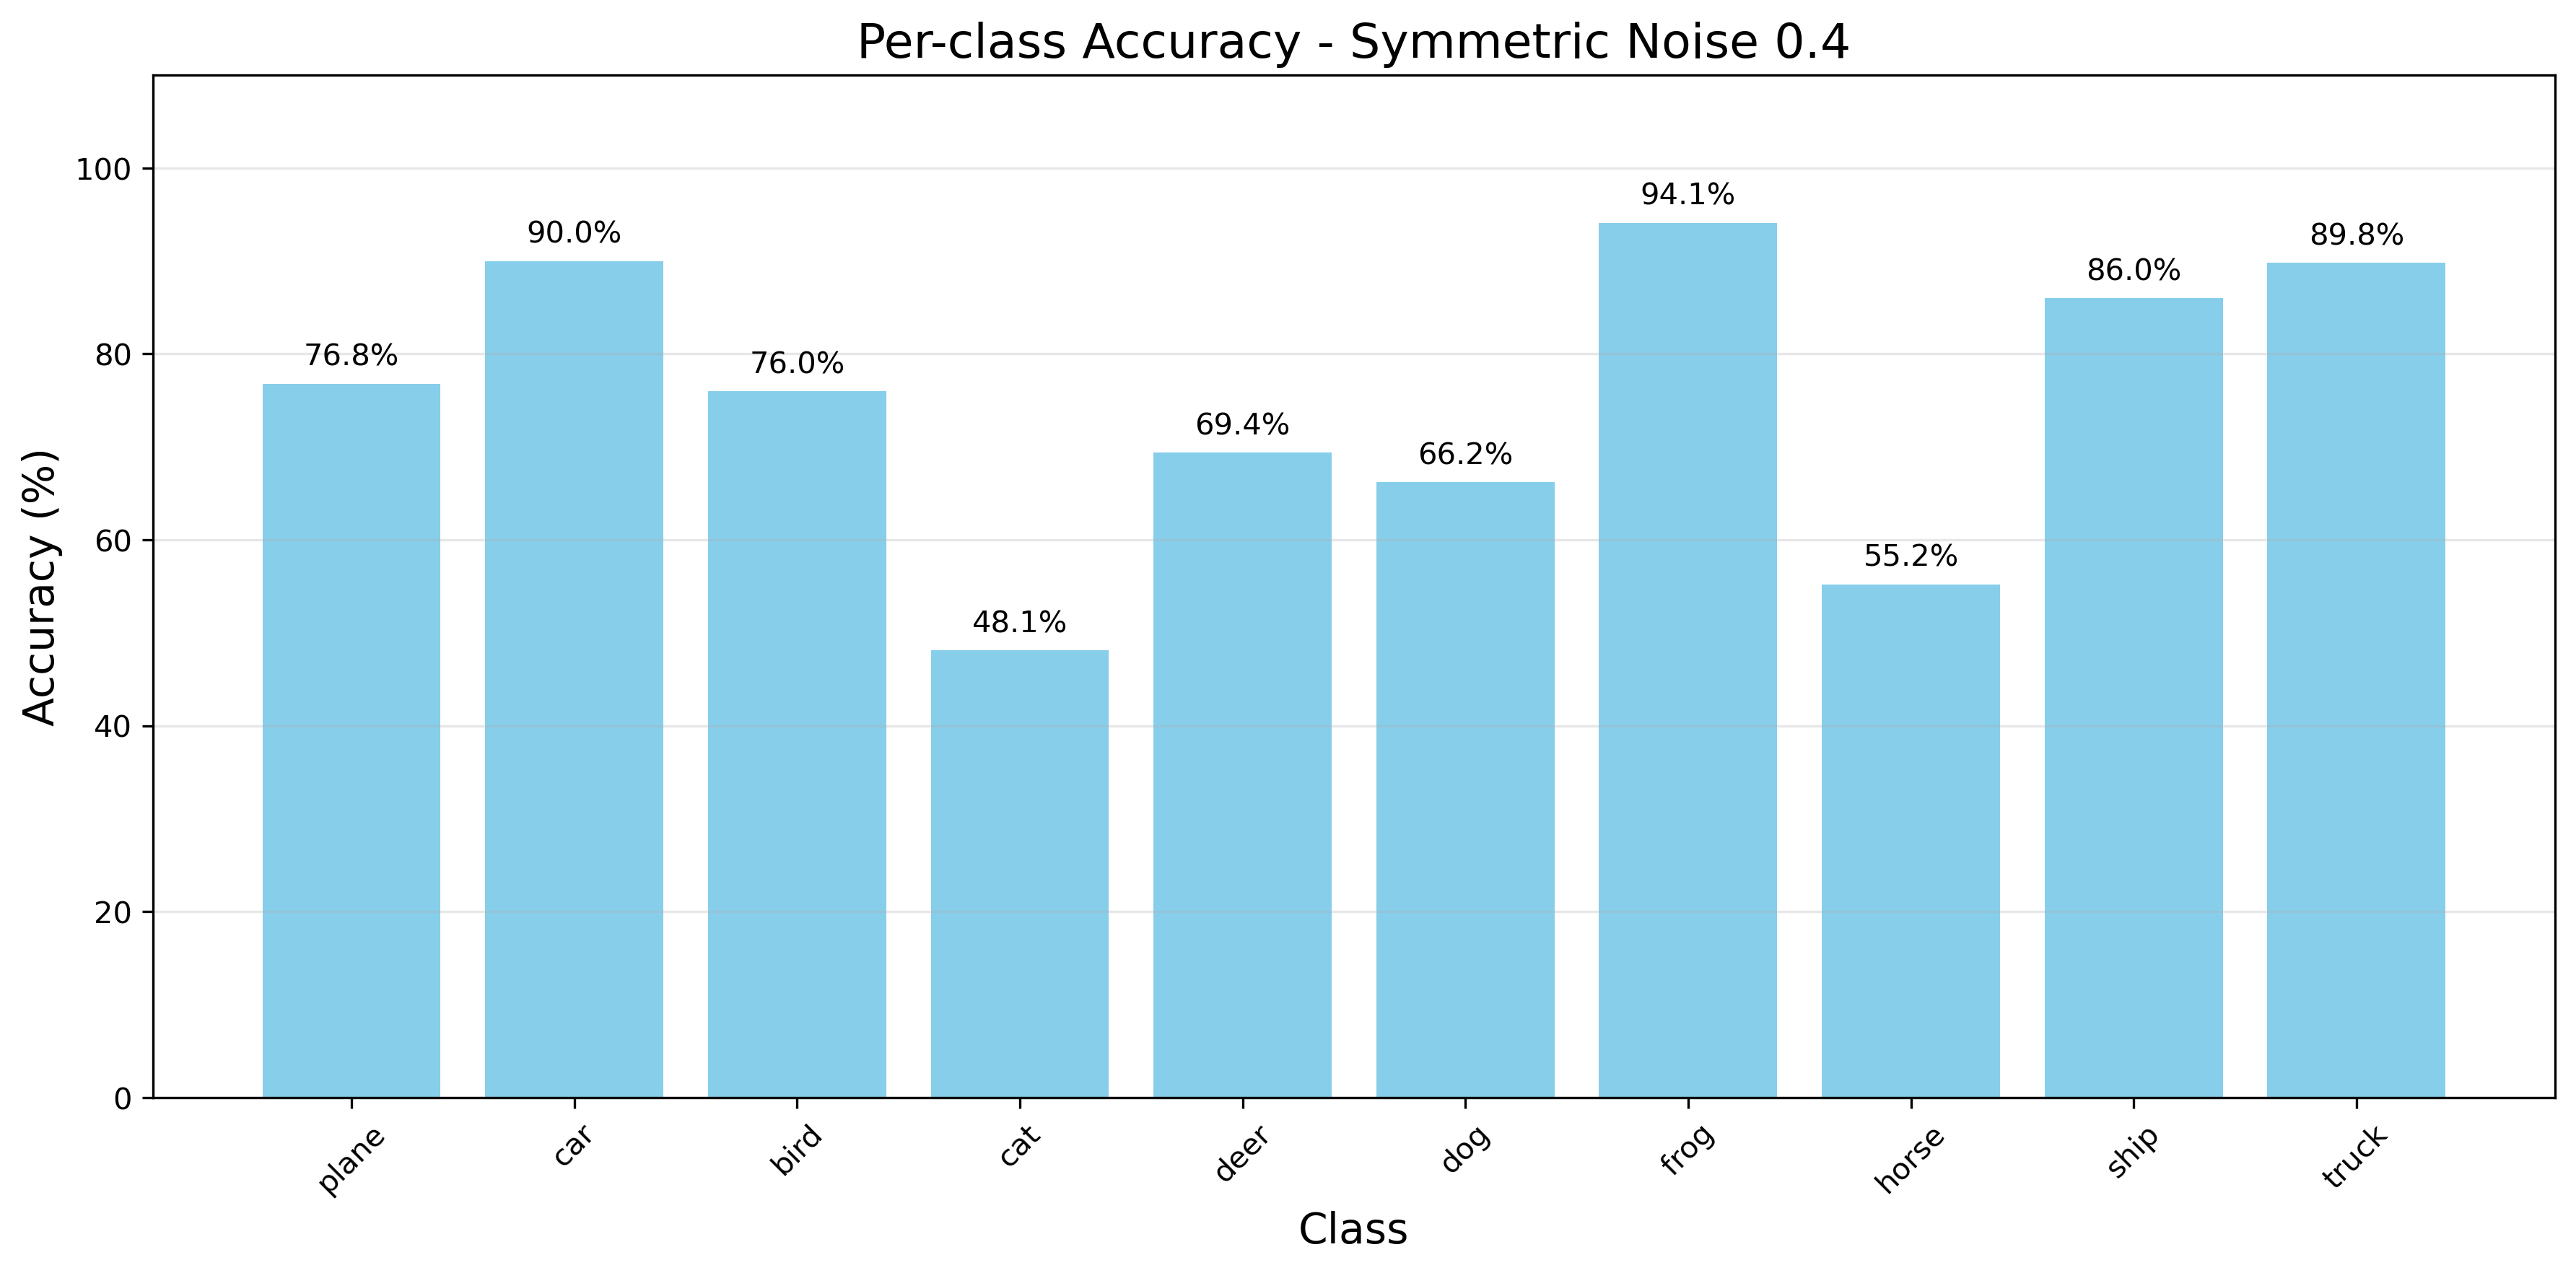 Per-class Accuracy - Symmetric Noise 0.4
Accuracy (%)
100
80
60
40
20
0
76.8%
90.0%
76.0%
48.1%
69.4%
66.2%
94.1%
55.2%
86.0%
89.8%
plane
car
bird
cat
deer
dog
frog
horse
ship
truck
Class